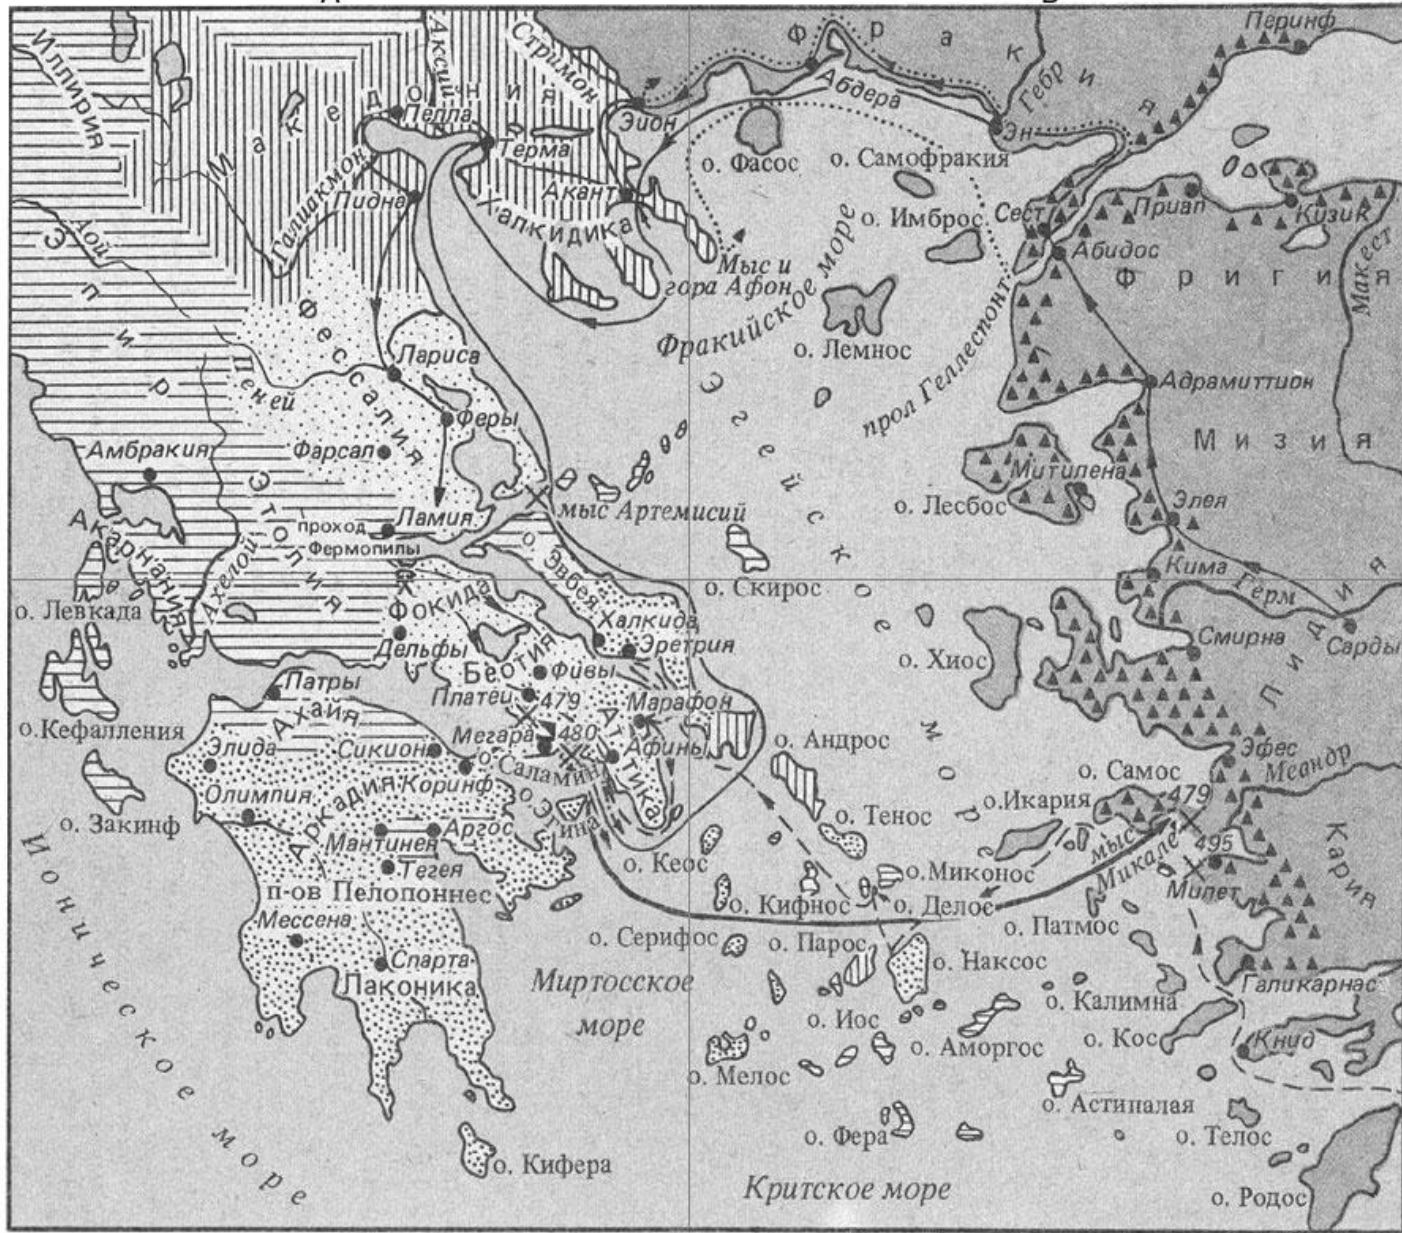 Иллирия
Македония
Аксий
Стримон
Фракия
Перинф
Пелла
Терма
Эйон
Абдера
Гебр
Эн
Галиакмон
Пидна
Акант
Халкидика
о. Фасос
о. Самофракия
о. Имброс
Сест
Приап
Кизик
Абидос
Макест
Фригия
Мыс и
гора Афон
Аой
Эпир
Фессалия
Фракийское море
о. Лемнос
прол Геллеспонт
Лариса
Пеней
Феры
Фарсал
Амбракия
Эгейское море
Адрамиттион
Мизия
Митилена
о. Лесбос
Элея
мыс Артемисий
Ламия
проход
Фермопилы
Этолия
Акарнания
Ахелой
о. Левкада
о. Эвбея
о. Скирос
Кима
Герм
Лидия
Сарды
Смирна
Фокида
Дельфы
Халкида
Эретрия
Беотия
Фивы
Платеи
479
о. Хиос
о.Кефалления
Патры
Ахаия
Элида
Сикион
Мегара
480
Марафон
Афины
Аттика
о. Саламин
о. Андрос
Эфес
Меандр
о. Самос
479
Олимпия
Аркадия
Коринф
о. Эгина
о. Закинф
Мантинея
Аргос
Тегея
п-ов Пелопоннес
о. Кеос
о. Тенос
о.Икария
мыс
Микале
495
Милет
Кария
о.Миконос
Мессена
о. Кифнос
о. Делос
о. Патмос
Спарта
Лаконика
о. Серифос
о. Парос
о. Наксос
Галикарнас
Ионическое море
Миртосское
море
о. Иос
о. Калимна
о. Кос
Книд
о. Аморгос
о. Мелос
о. Астипалая
о. Фера
о. Телос
о. Кифера
Критское море
о. Родос